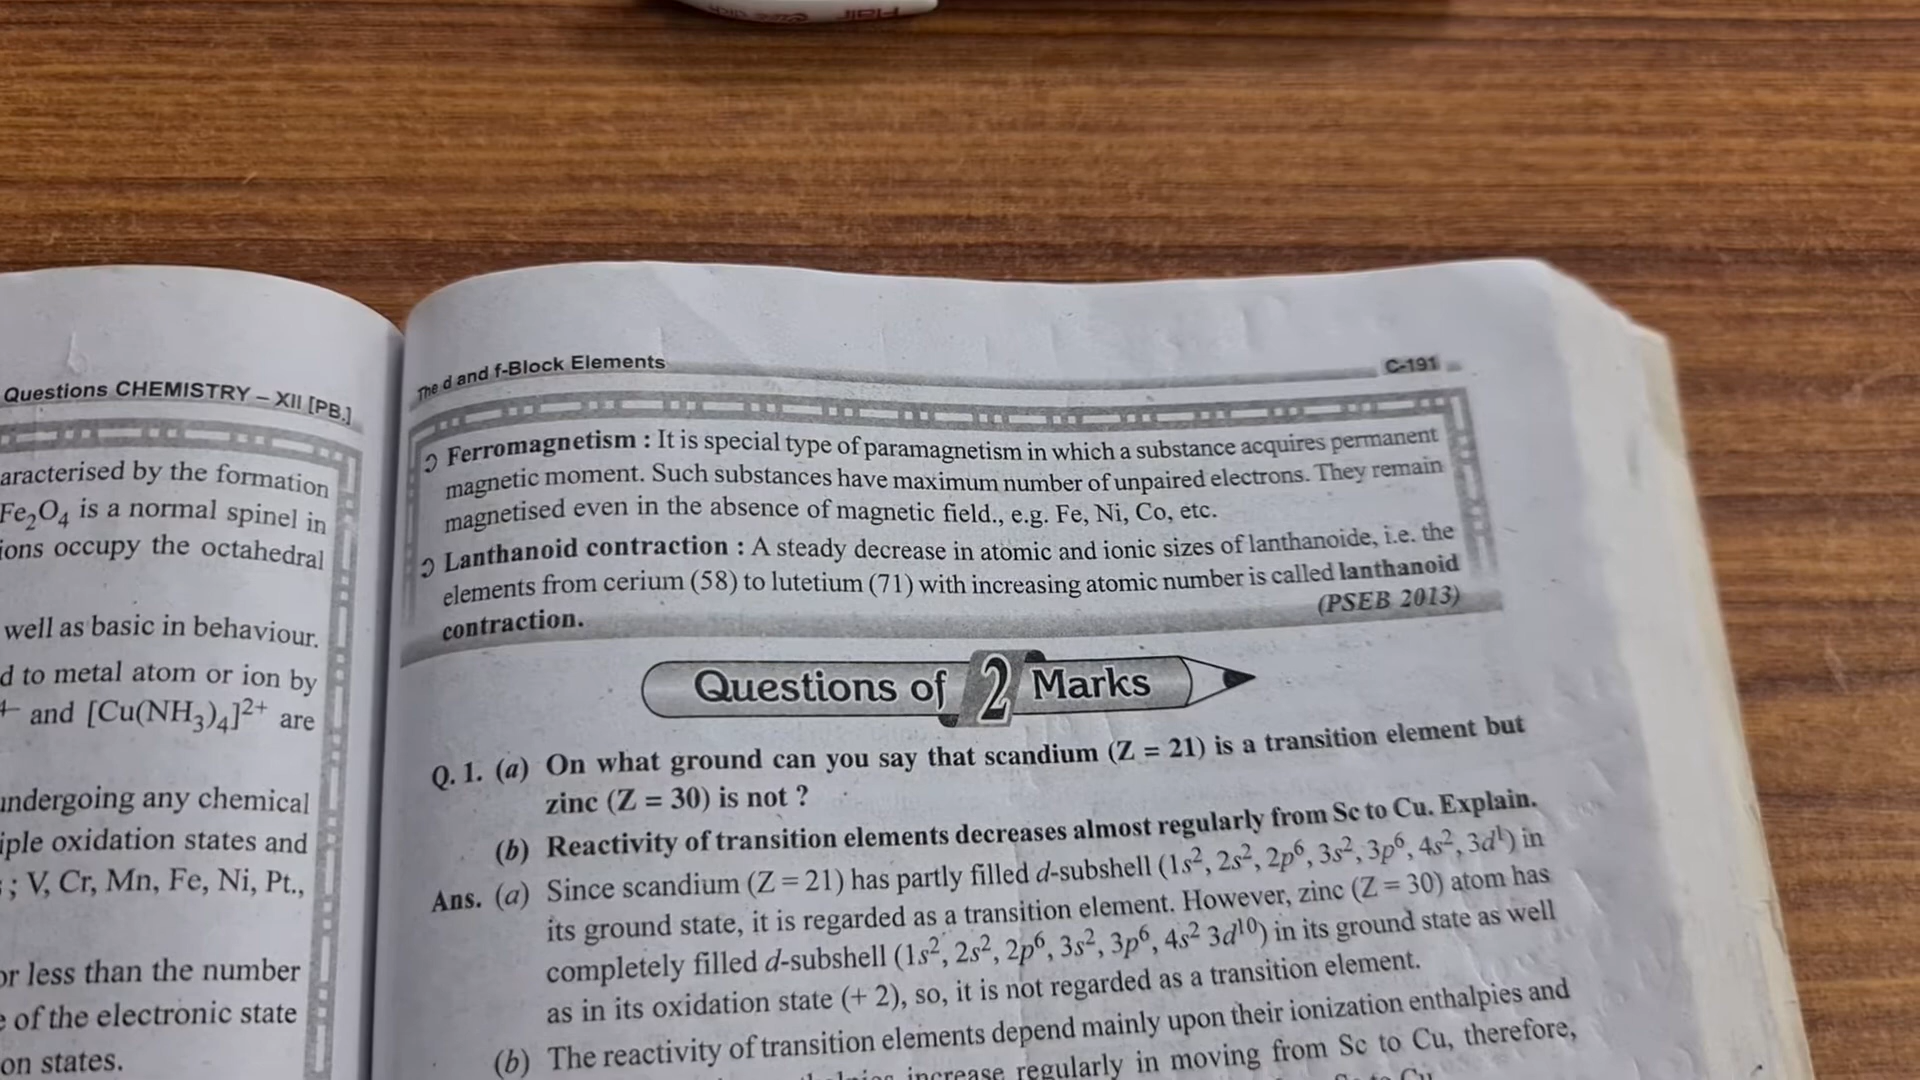 Questions CHEMISTRY – XII [PB.]
aracterised by the formation
Fe₂O₄ is a normal spinel in
ions occupy the octahedral
well as basic in behaviour.
d to metal atom or ion by
and [Cu(NH₃)₄]²⁺ are
undergoing any chemical
iple oxidation states and
; V, Cr, Mn, Fe, Ni, Pt.,
or less than the number
e of the electronic state
on states.
The d and f-Block Elements
C-191
Ferromagnetism : It is special type of paramagnetism in which a substance acquires permanent
magnetic moment. Such substances have maximum number of unpaired electrons. They remain
magnetised even in the absence of magnetic field., e.g. Fe, Ni, Co, etc.
Lanthanoid contraction : A steady decrease in atomic and ionic sizes of lanthanoide, i.e. the
elements from cerium (58) to lutetium (71) with increasing atomic number is called lanthanoid
contraction.
(PSEB 2013)
Questions of 2 Marks
Q. 1. (a) On what ground can you say that scandium (Z = 21) is a transition element but
zinc (Z = 30) is not ?
(b) Reactivity of transition elements decreases almost regularly from Sc to Cu. Explain.
Ans. (a) Since scandium (Z = 21) has partly filled d-subshell (1s², 2s², 2p⁶, 3s², 3p⁶, 4s², 3d¹) in
its ground state, it is regarded as a transition element. However, zinc (Z = 30) atom has
completely filled d-subshell (1s², 2s², 2p⁶, 3s², 3p⁶, 4s² 3d¹⁰) in its ground state as well
as in its oxidation state (+ 2), so, it is not regarded as a transition element.
(b) The reactivity of transition elements depend mainly upon their ionization enthalpies and
increase regularly in moving from Sc to Cu, therefore,